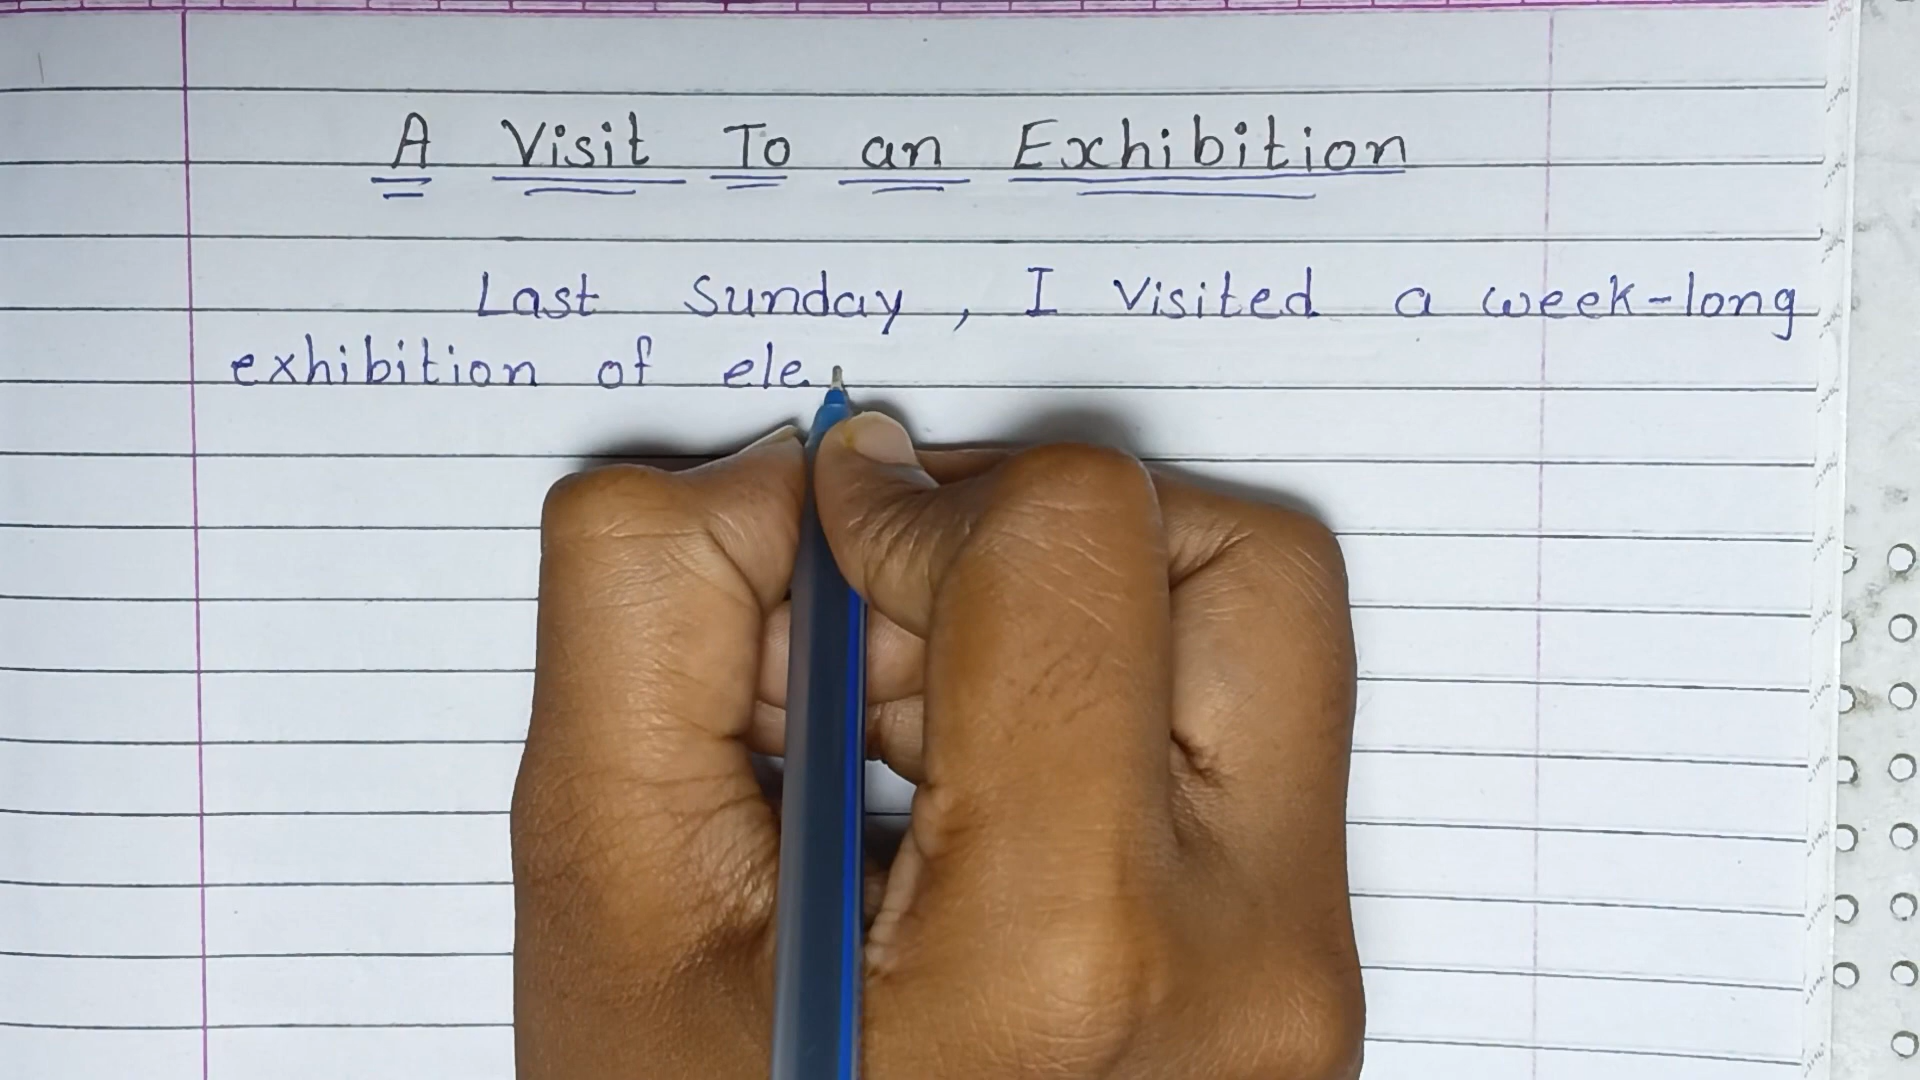 A Visit To an Exhibition
Last Sunday, I visited a week-long
exhibition of ele